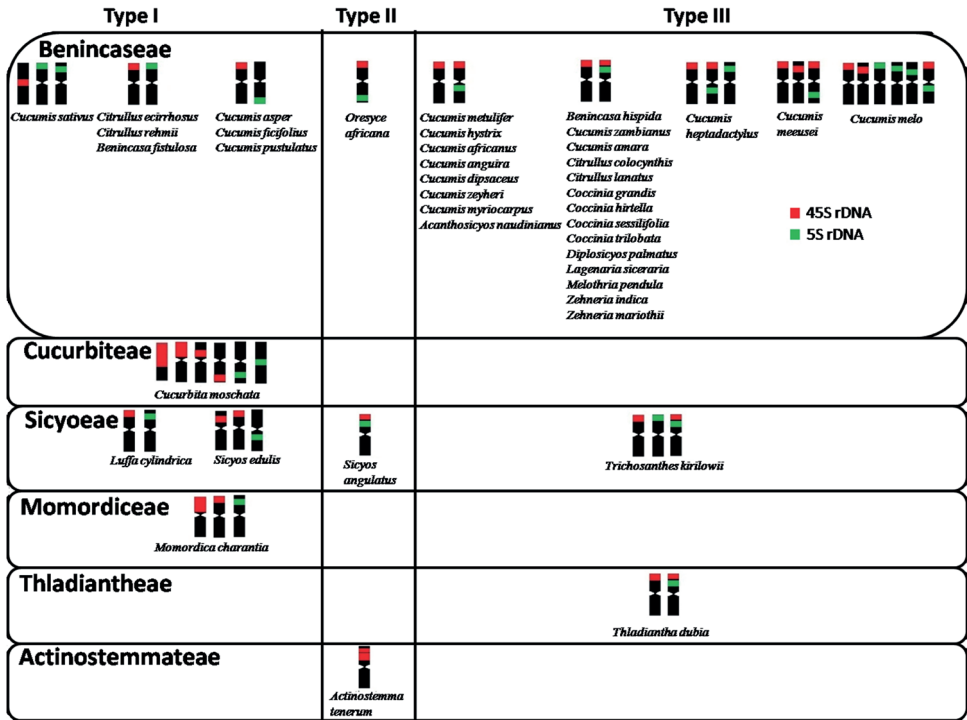 Type I
Type II
Type III
Benincaseae
Cucumis sativus
Citrullus ecirrhosus
Citrullus rehmii
Benincasa fistulosa
Cucumis asper
Cucumis ficifolius
Cucumis pustulatus
Oresyce
africana
Cucumis metulifer
Cucumis hystrix
Cucumis africanus
Cucumis anguira
Cucumis dipsaceus
Cucumis zeyheri
Cucumis myriocarpus
Acanthosicyos naudinianus
Benincasa hispida
Cucumis zambianus
Cucumis amara
Citrullus colocynthis
Citrullus lanatus
Coccinia grandis
Coccinia hirtella
Coccinia sessilifolia
Coccinia trilobata
Diplosicyos palmatus
Lagenaria siceraria
Melothria pendula
Zehneria indica
Zehneria mariothii
Cucumis
heptadactylus
Cucumis
meeusei
Cucumis melo
45S rDNA
5S rDNA
Cucurbiteae
Cucurbita moschata
Sicyoeae
Luffa cylindrica
Sicyos edulis
Sicyos
angulatus
Trichosanthes kirilowii
Momordiceae
Momordica charantia
Thladiantheae
Thladiantha dubia
Actinostemmateae
Actinostemma
tenerum